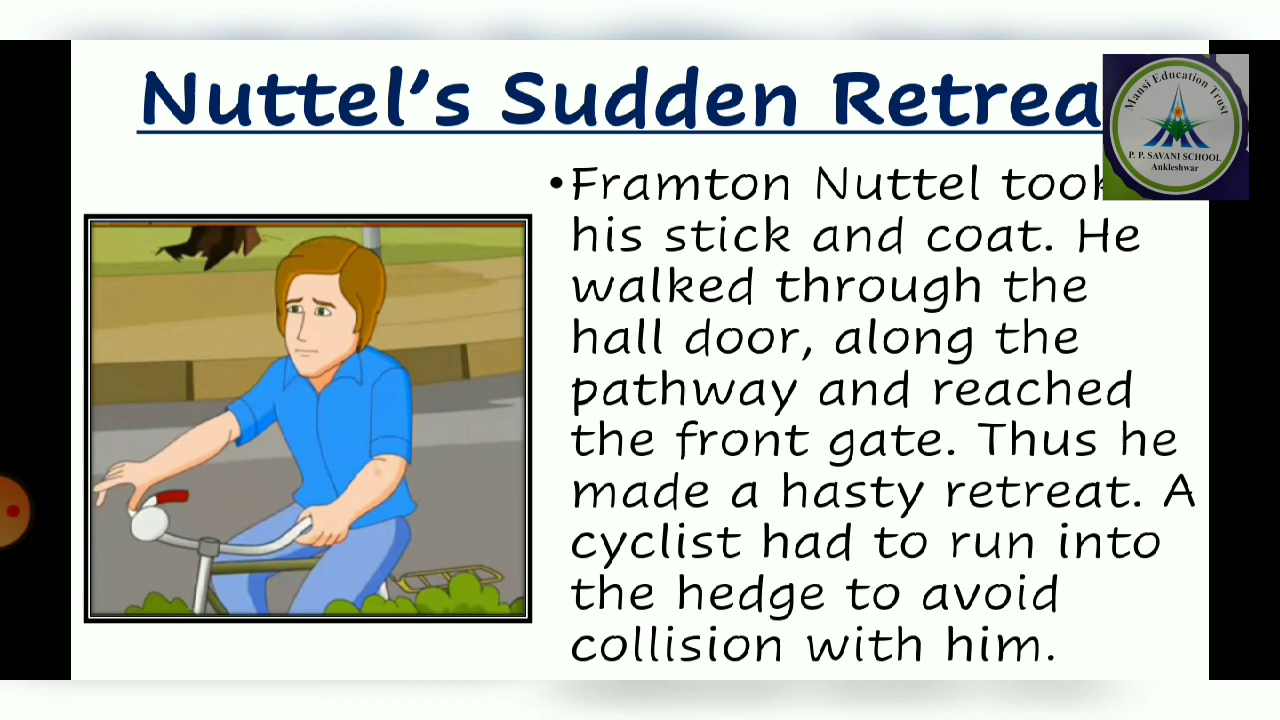 Nuttel's Sudden Retrea
Mansi Education Trust
P. P. SAVANI SCHOOL
Ankleshwar
•Framton Nuttel took
his stick and coat. He
walked through the
hall door, along the
pathway and reached
the front gate. Thus he
made a hasty retreat. A
cyclist had to run into
the hedge to avoid
collision with him.